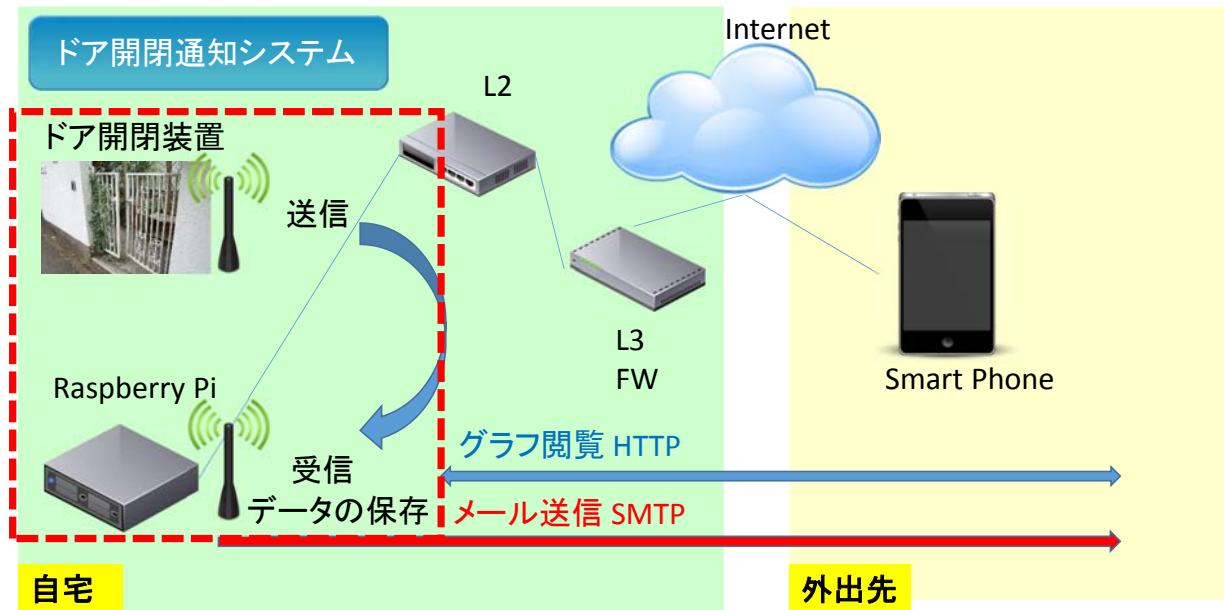 ドア開閉通知システム
Internet
L2
ドア開閉装置
送信
L3
FW
Smart Phone
Raspberry Pi
受信
データの保存
グラフ閲覧 HTTP
メール送信 SMTP
自宅
外出先